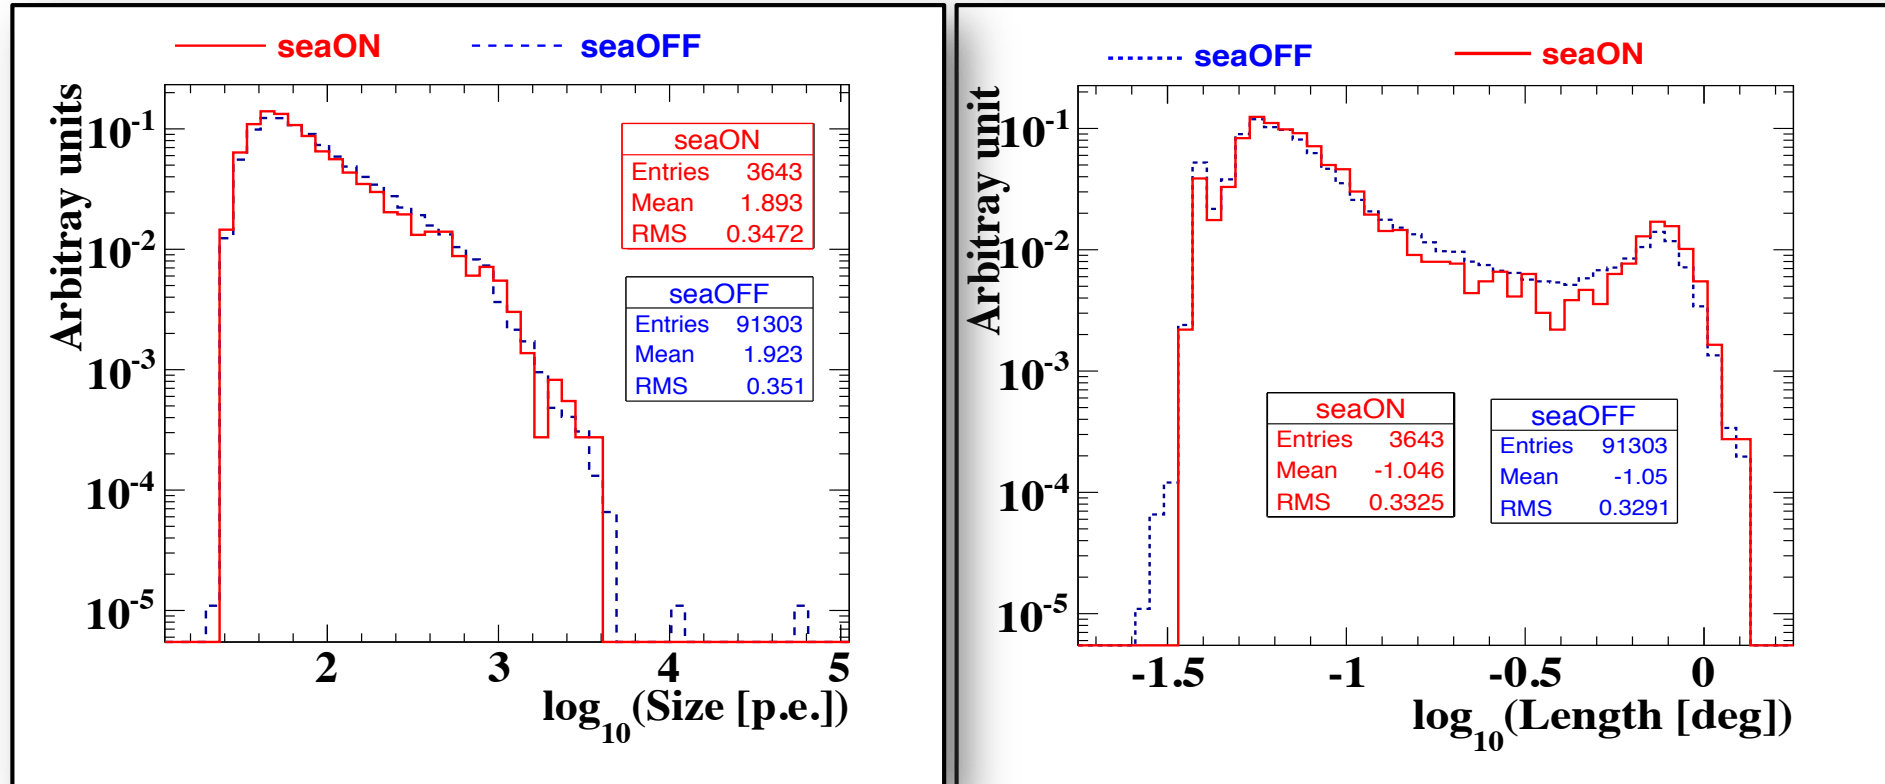 seaON seaOFF
Arbitray units
10-1
10-2
10-3
10-4
10-5
seaON
Entries 3643
Mean 1.893
RMS 0.3472
seaOFF
Entries 91303
Mean 1.923
RMS 0.351
2 3 4 5
log10(Size [p.e.])
seaOFF seaON
Arbitray unit
10-1
10-2
10-3
10-4
10-5
seaON
Entries 3643
Mean -1.046
RMS 0.3325
seaOFF
Entries 91303
Mean -1.05
RMS 0.3291
-1.5 -1 -0.5 0
log10(Length [deg])